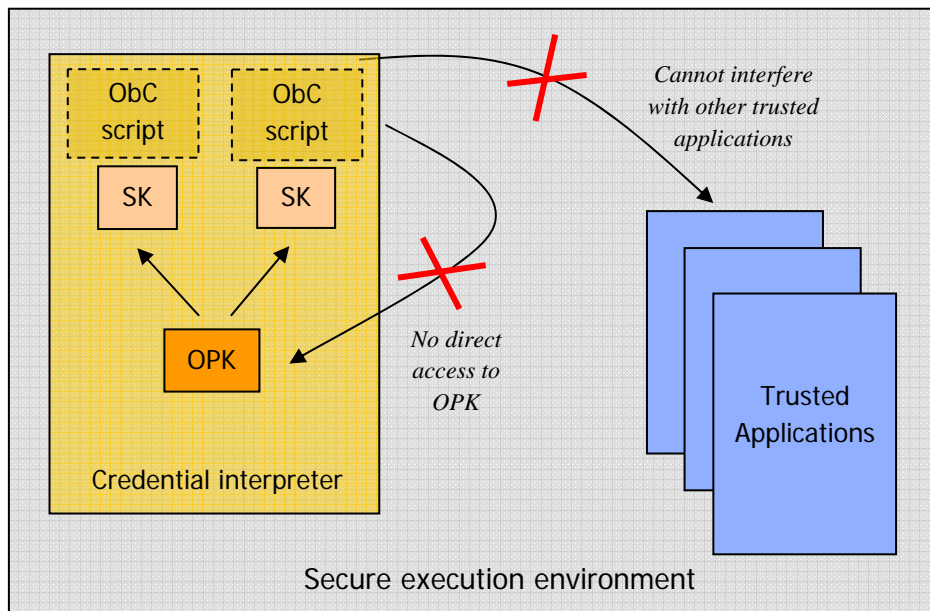 ObC
script
ObC
script
SK
SK
OPK
Credential interpreter
Cannot interfere
with other trusted
applications
No direct
access to
OPK
Trusted
Applications
Secure execution environment